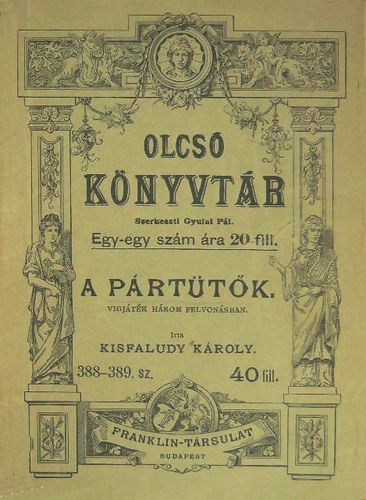 OLCSÓ
KÖNYVTÁR
Szerkeszti Gyulai Pál.
Egy-egy szám ára 20 fill.
A PÁRTÜTŐK.
VIGJÁTÉK HÁROM FELVONÁSBAN.
Irta
KISFALUDY KÁROLY.
388–389. sz. 40 fill.
FRANKLIN-TÁRSULAT
BUDAPEST